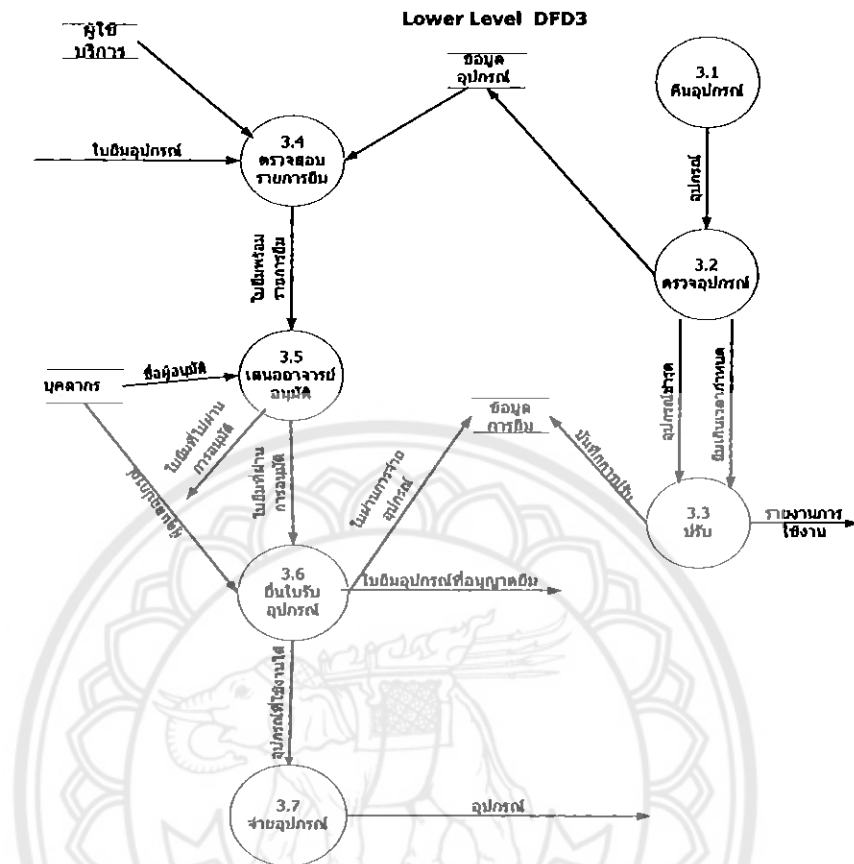 Lower Level DFD3
ผู้ใช้
บริการ
ข้อมูล
อุปกรณ์
3.1
คืนอุปกรณ์
ใบยืมอุปกรณ์
3.4
ตรวจสอบ
รายการยืม
อุปกรณ์
ใบยืมพร้อม
รายการยืม
3.2
ตรวจอุปกรณ์
บุคลากร
ชื่อผู้อนุมัติ
3.5
เสนออาจารย์
อนุมัติ
อุปกรณ์ชำรุด
ยืมเกินเวลากำหนด
ใบยืมที่ไม่ผ่าน
การอนุมัติ
ใบยืมที่ผ่าน
การอนุมัติ
ข้อมูล
การยืม
ใบผ่านการจ่าย
อุปกรณ์
บันทึกการปรับ
3.3
ปรับ
รายงานการ
ใช้งาน
3.6
ยื่นใบรับ
อุปกรณ์
ใบยืมอุปกรณ์ที่อนุญาตยืม
อุปกรณ์ที่ใช้งานได้
3.7
จ่ายอุปกรณ์
อุปกรณ์